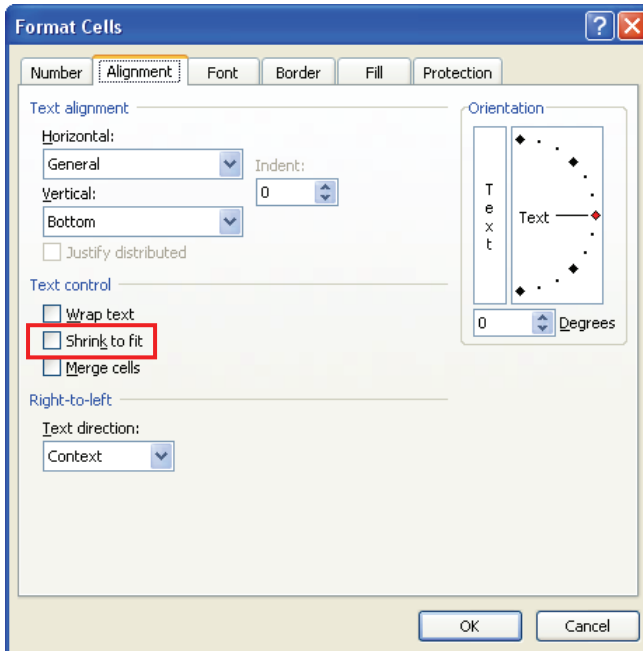 Format Cells
Number Alignment Font Border Fill Protection
Text alignment
Horizontal:
General
Indent:
0
Vertical:
Bottom
Justify distributed
Text control
Wrap text
Shrink to fit
Merge cells
Right-to-left
Text direction:
Context
Orientation
Text
Text
0 Degrees
OK Cancel